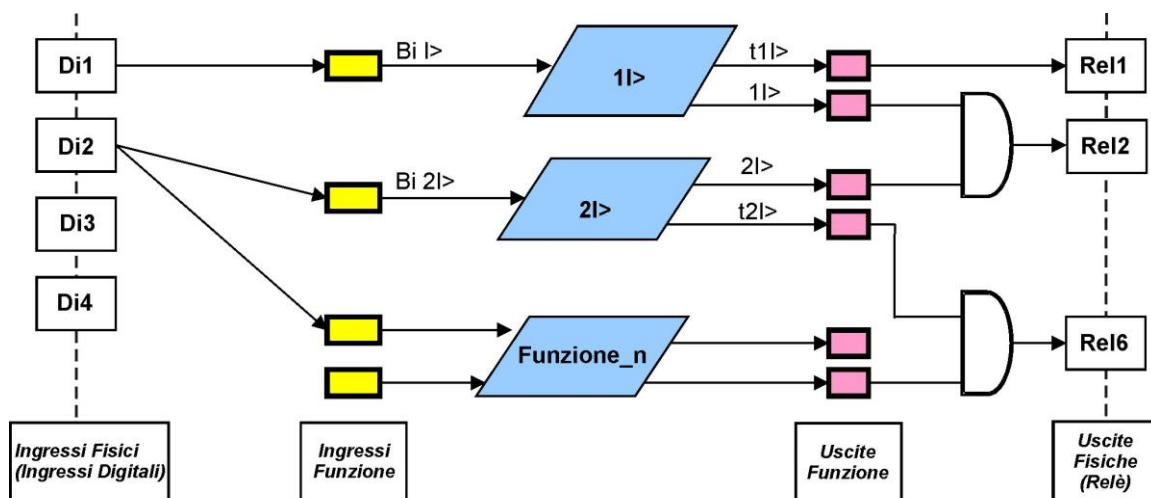 Di1
Bi I>
1I>
t1I>
1I>
Rel1
Di2
Rel2
Bi 2I>
2I>
2I>
t2I>
Di3
Di4
Funzione_n
Rel6
Ingressi Fisici
(Ingressi Digitali)
Ingressi
Funzione
Uscite
Funzione
Uscite
Fisiche
(Relè)